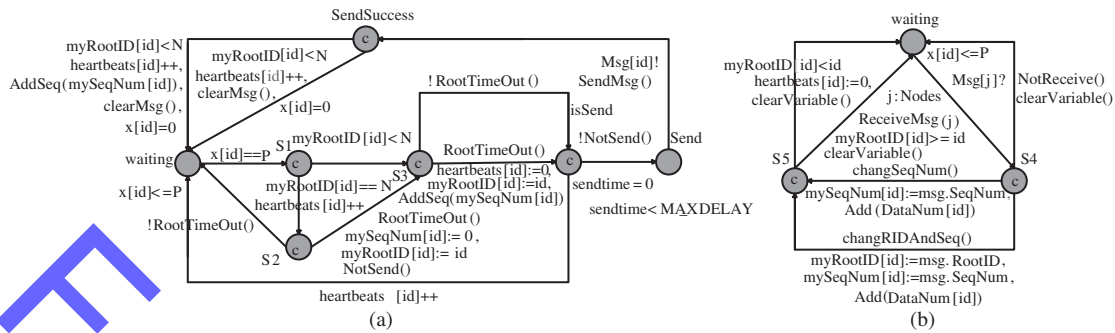 SendSuccess
c
myRootID[id]<N
heartbeats[id]++,
AddSeq(mySeqNum[id]),
clearMsg(),
x[id]=0
myRootID[id]<N
heartbeats[id]++,
clearMsg(),
x[id]=0
!RootTimeOut()
Msg[id]!
SendMsg()
isSend
!NotSend()
Send
waiting
x[id]<=P
x[id]==P
S1
c
myRootID[id]<N
S3
c
RootTimeOut()
heartbeats[id]:=0,
myRootID[id]:=id,
AddSeq(mySeqNum[id])
c
sendtime=0
sendtime<MAXDELAY
myRootID[id]==N
heartbeats[id]++
!RootTimeOut()
S2
c
RootTimeOut()
mySeqNum[id]:=0,
myRootID[id]:=id
NotSend()
heartbeats [id]++
(a)
waiting
x[id]<=P
myRootID[id]<id
heartbeats[id]:=0,
clearVariable()
Msg[j]?
NotReceive()
clearVariable()
j:Nodes
ReceiveMsg(j)
myRootID[id]>=id
clearVariable()
changSeqNum()
S5
c
S4
c
mySeqNum[id]:=msg.SeqNum,
Add(DataNum[id])
changRIDAndSeq()
myRootID[id]:=msg.RootID,
mySeqNum[id]:=msg.SeqNum,
Add(DataNum[id])
(b)
F